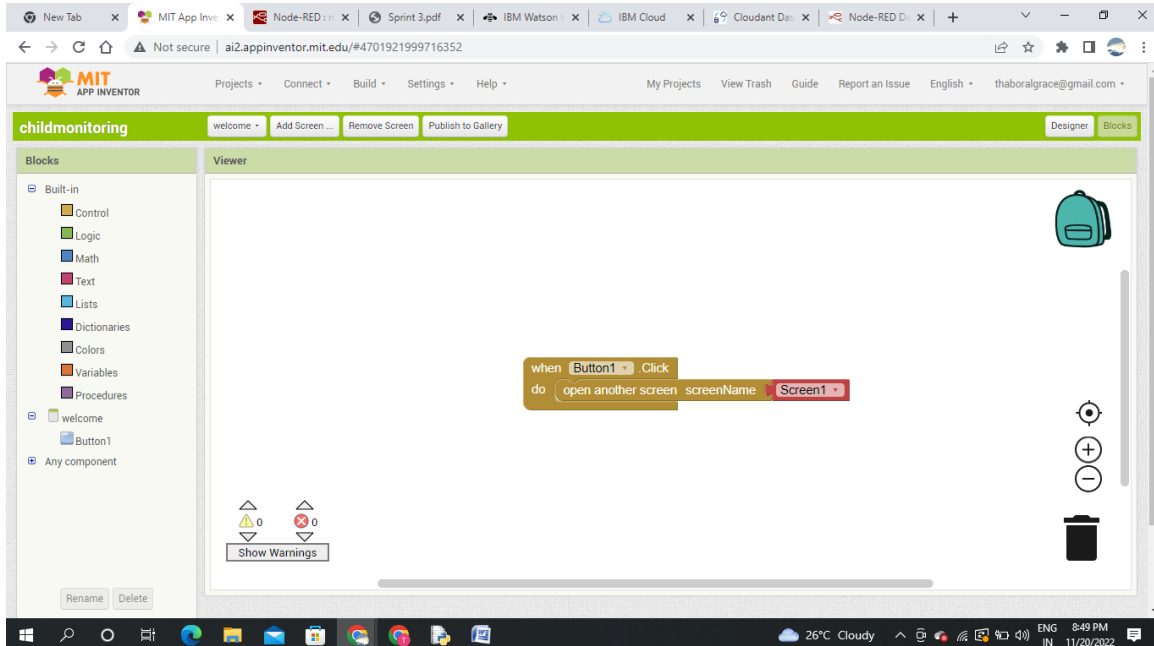 New Tab
MIT App Inve
Node-RED : n
Sprint 3.pdf
IBM Watson I
IBM Cloud
Cloudant Das
Node-RED Da
Not secure | ai2.appinventor.mit.edu/#4701921999716352
MIT
APP INVENTOR
Projects
Connect
Build
Settings
Help
My Projects
View Trash
Guide
Report an Issue
English
thaboralgrace@gmail.com
childmonitoring
welcome
Add Screen ...
Remove Screen
Publish to Gallery
Designer
Blocks
Blocks
Viewer
Built-in
Control
Logic
Math
Text
Lists
Dictionaries
Colors
Variables
Procedures
welcome
Button1
Any component
when Button1 .Click
do open another screen screenName Screen1
0
0
Show Warnings
Rename
Delete
26°C Cloudy
ENG
IN
8:49 PM
11/20/2022